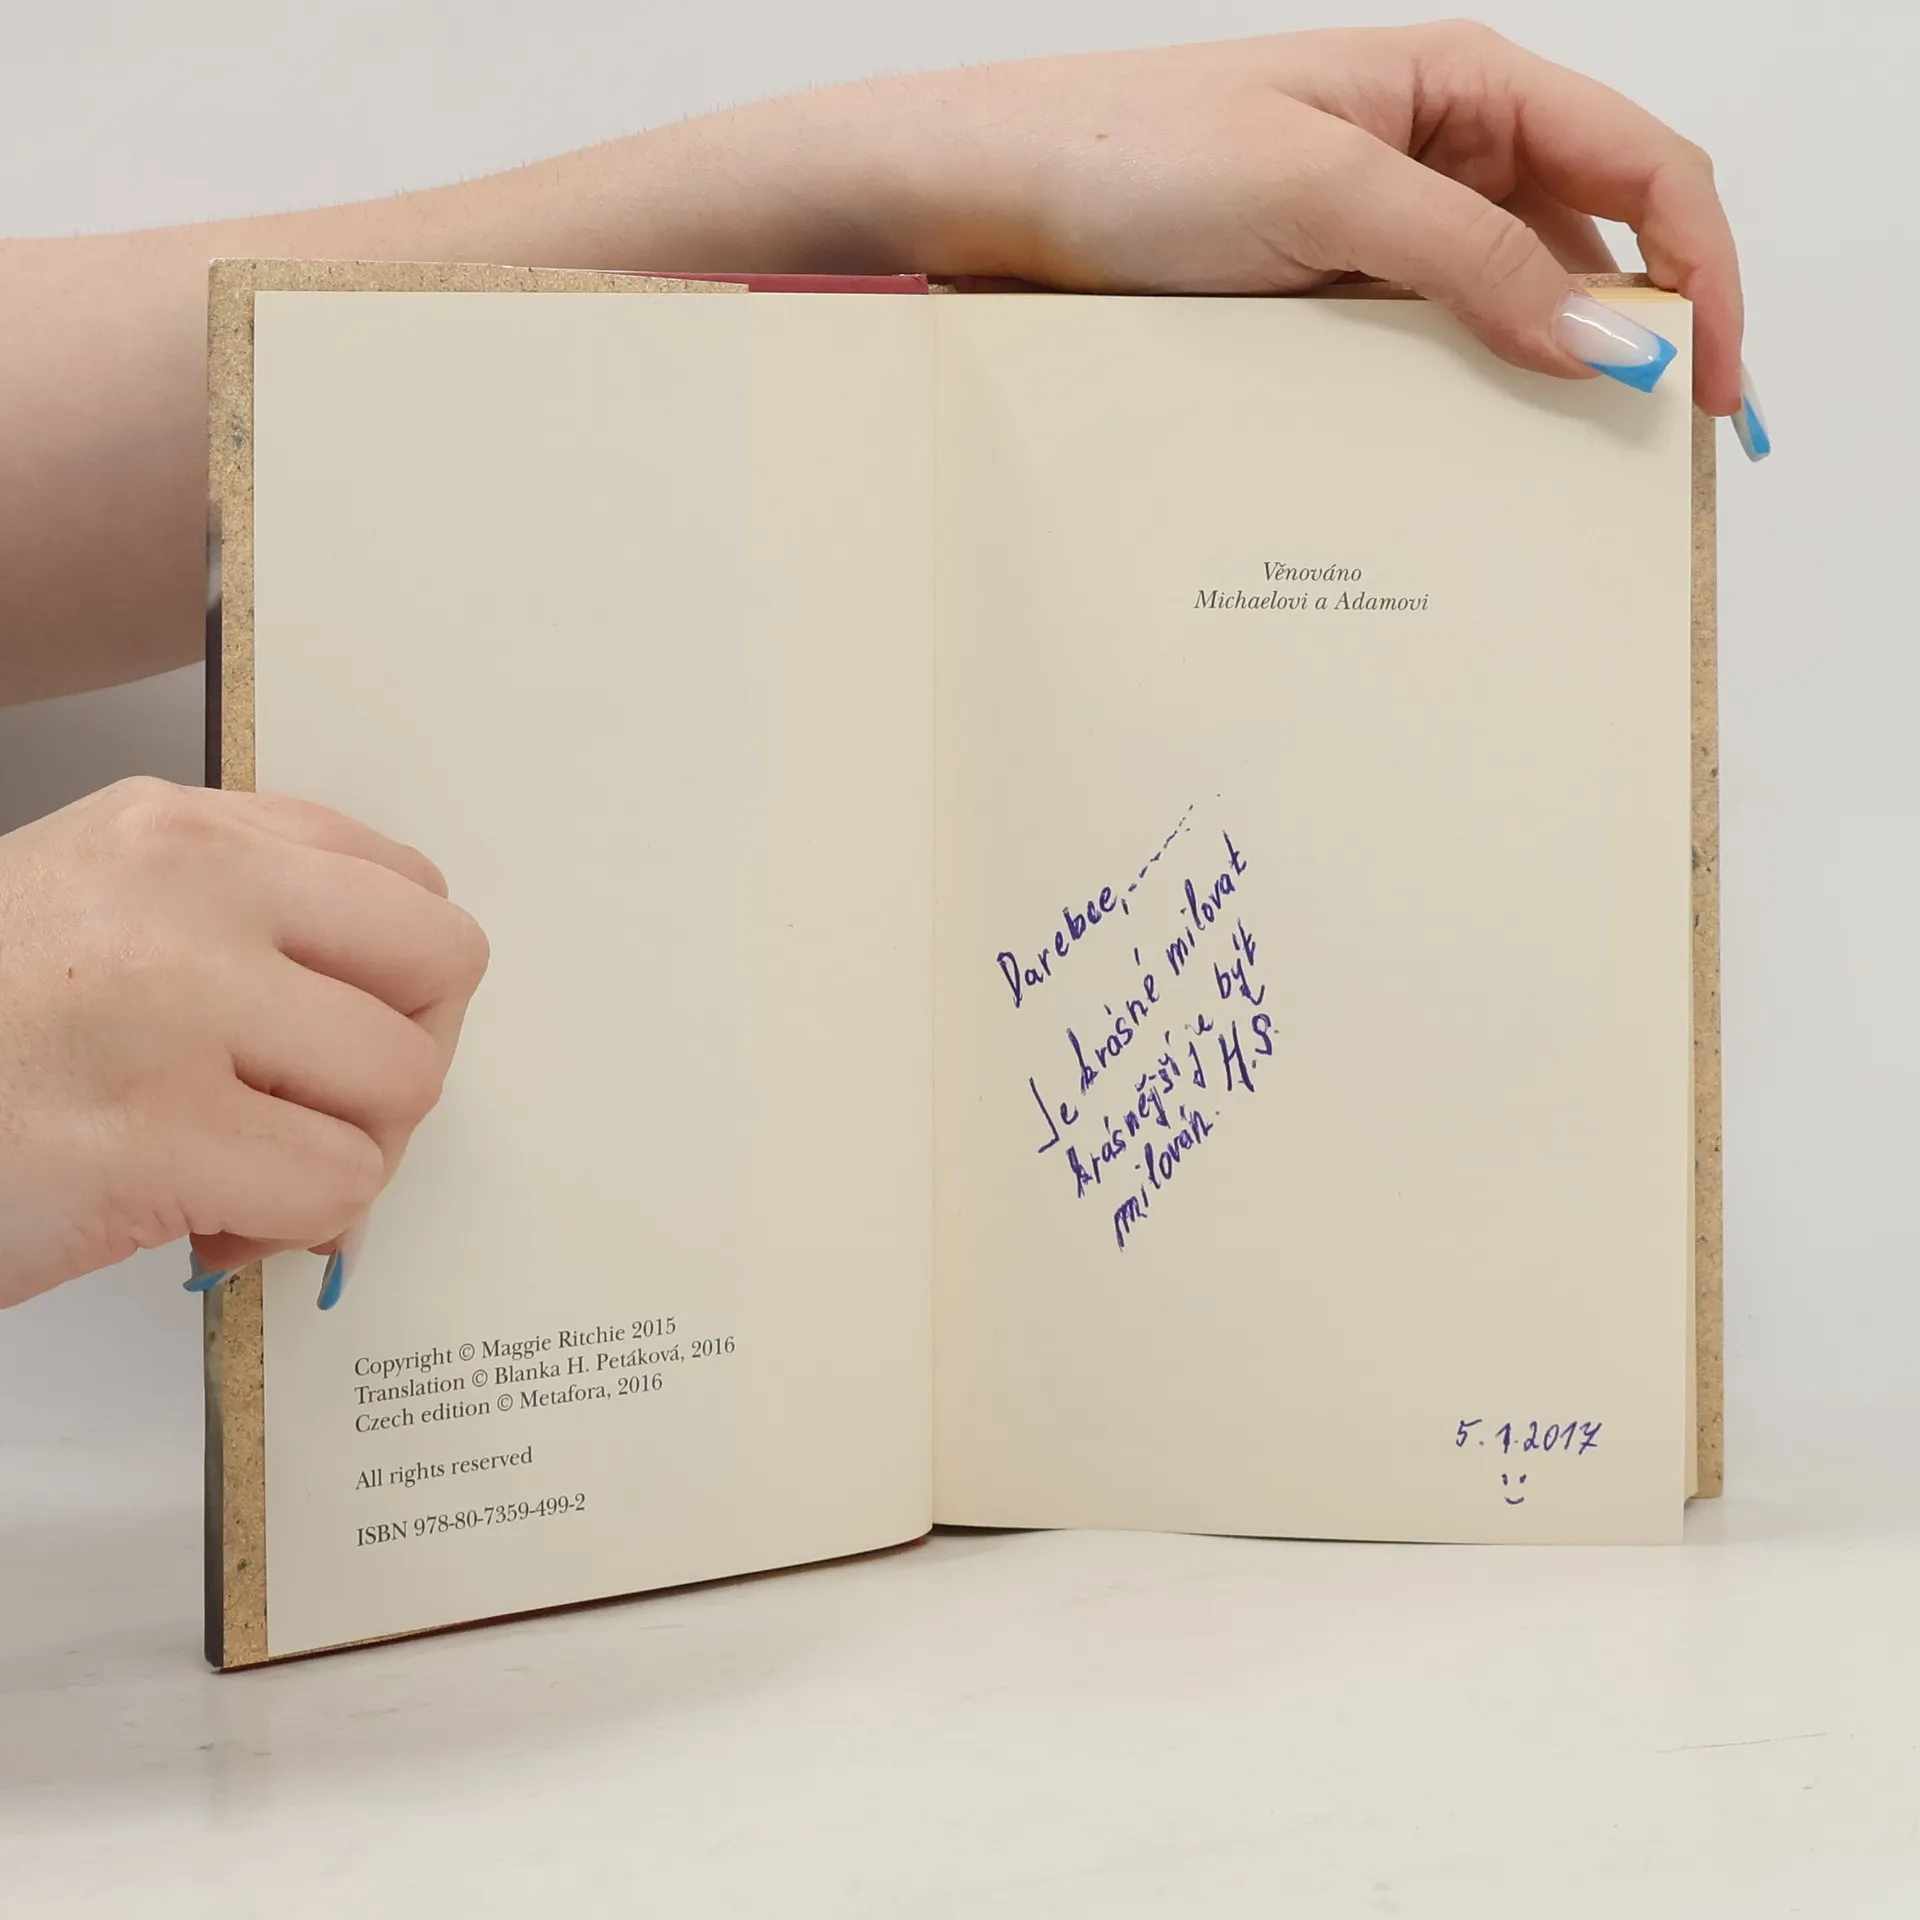 Copyright © Maggie Ritchie 2015
Translation © Blanka H. Petáková, 2016
Czech edition © Metafora, 2016
All rights reserved
ISBN 978-80-7359-499-2
Věnováno
Michaelovi a Adamovi
Darebee,
Je krásné milovat
krásnější je být
milován. H.S.
5.1.2017